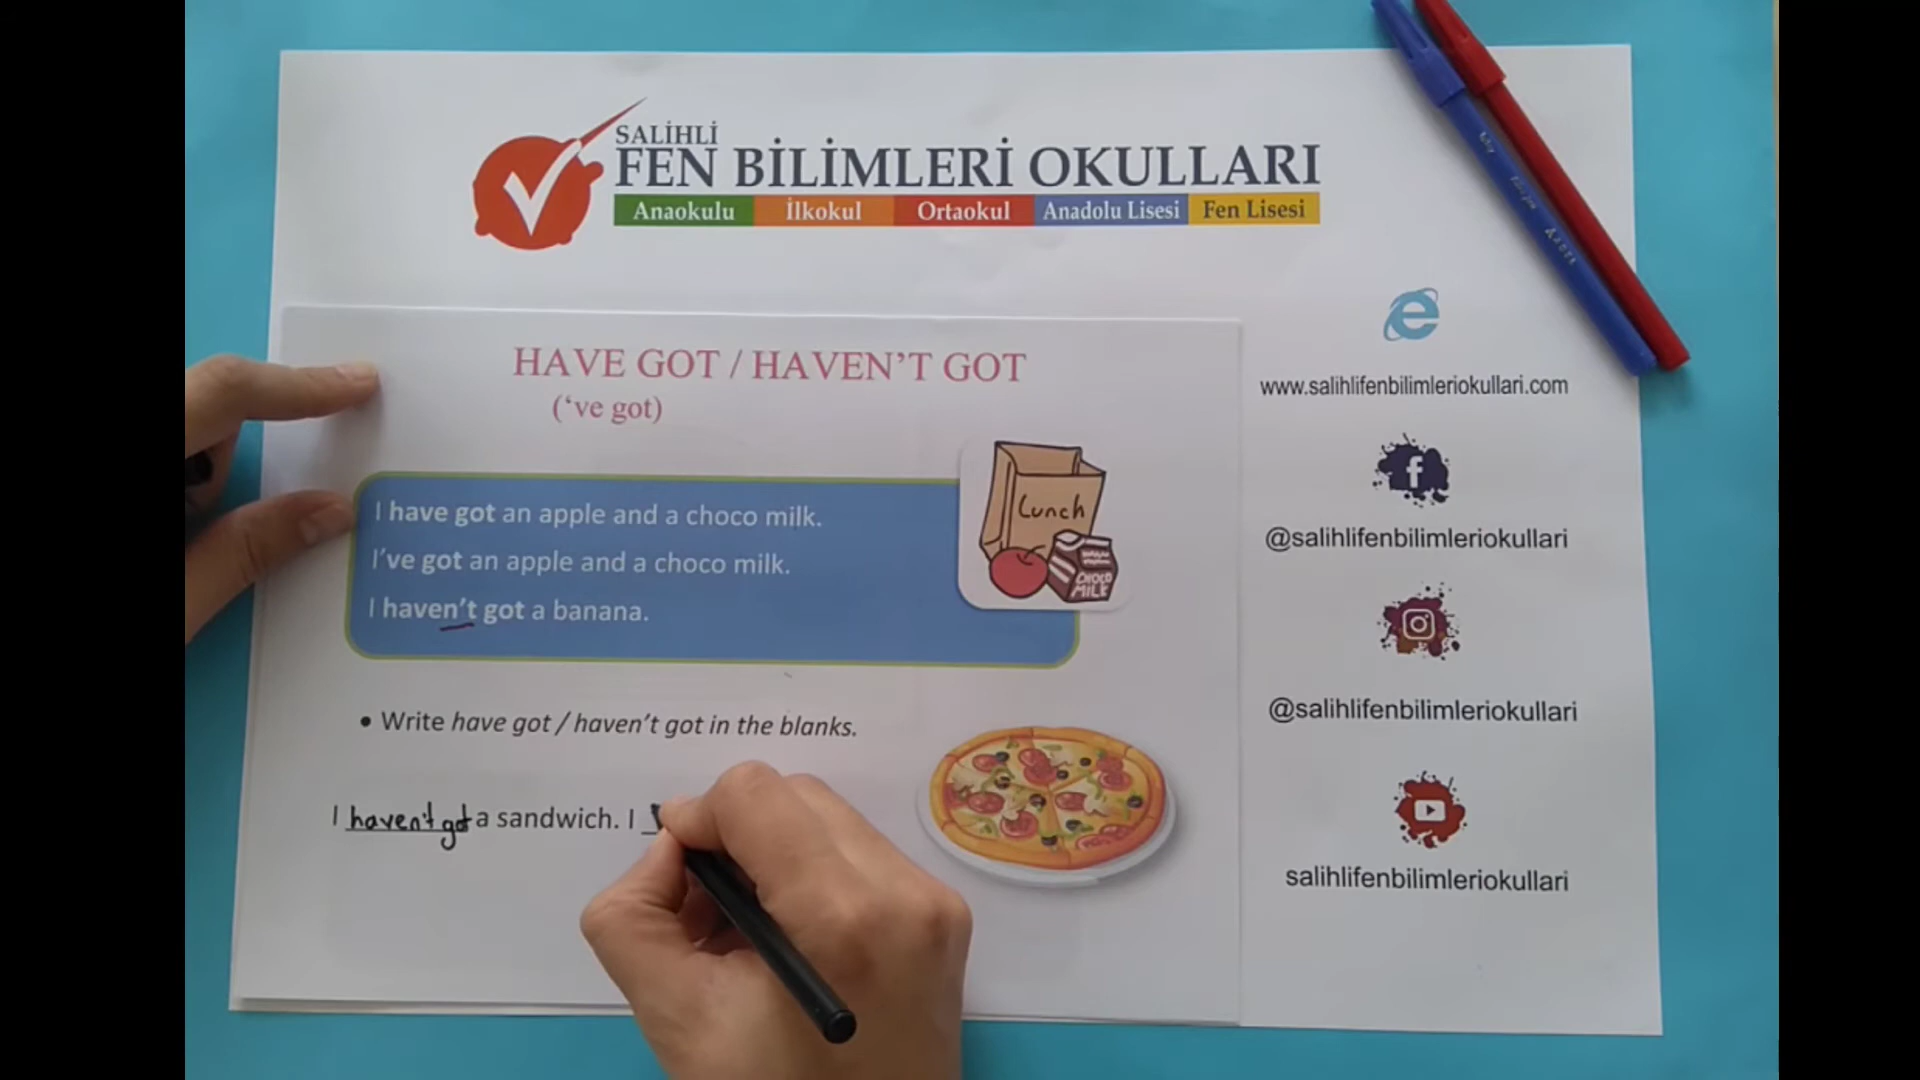 SALİHLİ
FEN BİLİMLERİ OKULLARI
Anaokulu İlkokul Ortaokul Anadolu Lisesi Fen Lisesi
HAVE GOT / HAVEN'T GOT
(‘ve got)
I have got an apple and a choco milk.
I've got an apple and a choco milk.
I haven't got a banana.
Lunch
CHOCO
MILK
• Write have got / haven't got in the blanks.
I haven't got a sandwich. I
www.salihlifenbilimleriokullari.com
@salihlifenbilimleriokullari
@salihlifenbilimleriokullari
salihlifenbilimleriokullari